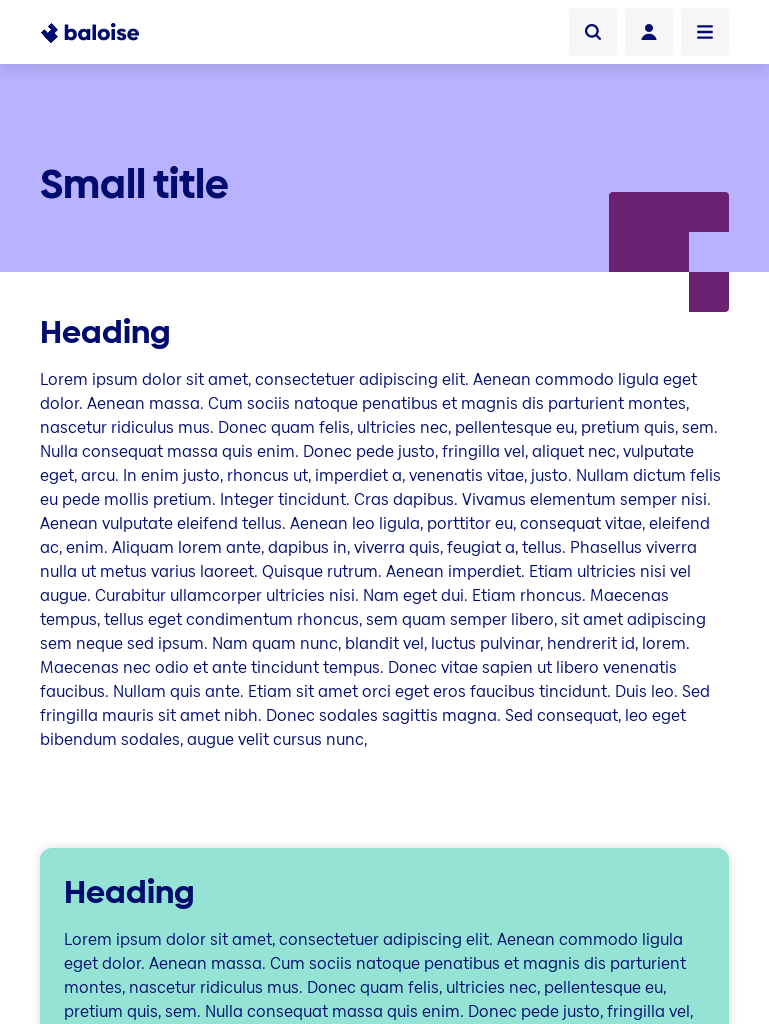 baloise
Small title
Heading
Lorem ipsum dolor sit amet, consectetuer adipiscing elit. Aenean commodo ligula eget
dolor. Aenean massa. Cum sociis natoque penatibus et magnis dis parturient montes,
nascetur ridiculus mus. Donec quam felis, ultricies nec, pellentesque eu, pretium quis, sem.
Nulla consequat massa quis enim. Donec pede justo, fringilla vel, aliquet nec, vulputate
eget, arcu. In enim justo, rhoncus ut, imperdiet a, venenatis vitae, justo. Nullam dictum felis
eu pede mollis pretium. Integer tincidunt. Cras dapibus. Vivamus elementum semper nisi.
Aenean vulputate eleifend tellus. Aenean leo ligula, porttitor eu, consequat vitae, eleifend
ac, enim. Aliquam lorem ante, dapibus in, viverra quis, feugiat a, tellus. Phasellus viverra
nulla ut metus varius laoreet. Quisque rutrum. Aenean imperdiet. Etiam ultricies nisi vel
augue. Curabitur ullamcorper ultricies nisi. Nam eget dui. Etiam rhoncus. Maecenas
tempus, tellus eget condimentum rhoncus, sem quam semper libero, sit amet adipiscing
sem neque sed ipsum. Nam quam nunc, blandit vel, luctus pulvinar, hendrerit id, lorem.
Maecenas nec odio et ante tincidunt tempus. Donec vitae sapien ut libero venenatis
faucibus. Nullam quis ante. Etiam sit amet orci eget eros faucibus tincidunt. Duis leo. Sed
fringilla mauris sit amet nibh. Donec sodales sagittis magna. Sed consequat, leo eget
bibendum sodales, augue velit cursus nunc,
Heading
Lorem ipsum dolor sit amet, consectetuer adipiscing elit. Aenean commodo ligula
eget dolor. Aenean massa. Cum sociis natoque penatibus et magnis dis parturient
montes, nascetur ridiculus mus. Donec quam felis, ultricies nec, pellentesque eu,
pretium quis, sem. Nulla consequat massa quis enim. Donec pede justo, fringilla vel,